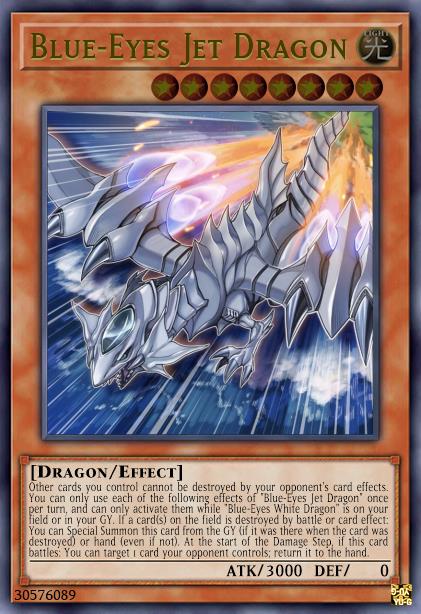 Blue-Eyes Jet Dragon
LIGHT
光
[Dragon/Effect]
Other cards you control cannot be destroyed by your opponent's card effects.
You can only use each of the following effects of "Blue-Eyes Jet Dragon" once
per turn, and can only activate them while "Blue-Eyes White Dragon" is on your
field or in your GY. If a card(s) on the field is destroyed by battle or card effect:
You can Special Summon this card from the GY (if it was there when the card was
destroyed) or hand (even if not). At the start of the Damage Step, if this card
battles: You can target 1 card your opponent controls; return it to the hand.
ATK/3000 DEF/ 0
30576089